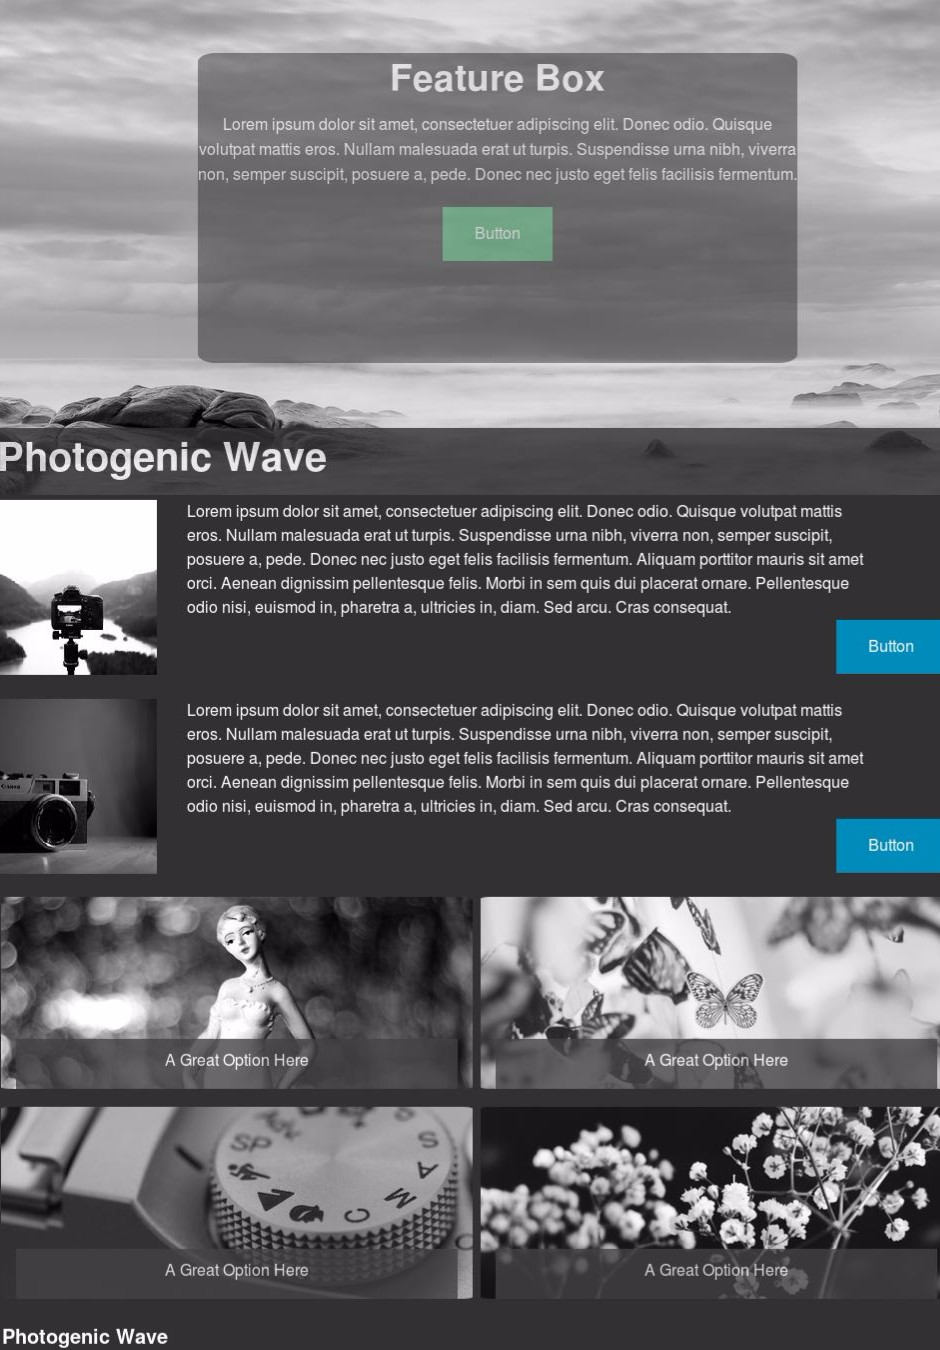 Feature Box
Lorem ipsum dolor sit amet, consectetuer adipiscing elit. Donec odio. Quisque
volutpat mattis eros. Nullam malesuada erat ut turpis. Suspendisse urna nibh, viverra
non, semper suscipit, posuere a, pede. Donec nec justo eget felis facilisis fermentum.
Button
Photogenic Wave
Lorem ipsum dolor sit amet, consectetuer adipiscing elit. Donec odio. Quisque volutpat mattis
eros. Nullam malesuada erat ut turpis. Suspendisse urna nibh, viverra non, semper suscipit,
posuere a, pede. Donec nec justo eget felis facilisis fermentum. Aliquam porttitor mauris sit amet
orci. Aenean dignissim pellentesque felis. Morbi in sem quis dui placerat ornare. Pellentesque
odio nisi, euismod in, pharetra a, ultricies in, diam. Sed arcu. Cras consequat.
Button
Lorem ipsum dolor sit amet, consectetuer adipiscing elit. Donec odio. Quisque volutpat mattis
eros. Nullam malesuada erat ut turpis. Suspendisse urna nibh, viverra non, semper suscipit,
posuere a, pede. Donec nec justo eget felis facilisis fermentum. Aliquam porttitor mauris sit amet
orci. Aenean dignissim pellentesque felis. Morbi in sem quis dui placerat ornare. Pellentesque
odio nisi, euismod in, pharetra a, ultricies in, diam. Sed arcu. Cras consequat.
Canon
Button
A Great Option Here
A Great Option Here
SP
S
A
M
C
A Great Option Here
A Great Option Here
Photogenic Wave